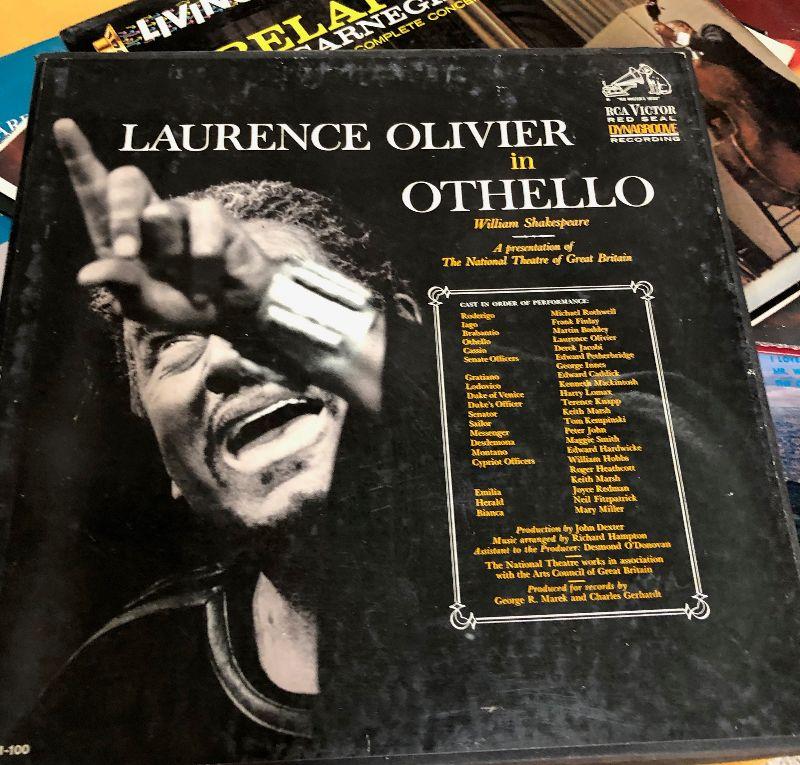 LIVING
BELAF
CARNEGI
COMPLETE CONCE
"HIS MASTER'S VOICE"
RCA VICTOR
RED SEAL
DYNAGROOVE
RECORDING
LAURENCE OLIVIER
in
OTHELLO
William Shakespeare
A presentation of
The National Theatre of Great Britain
CAST IN ORDER OF PERFORMANCE:
Roderigo Michael Rothwell
Iago Frank Finlay
Brabantio Martin Boddey
Othello Laurence Olivier
Cassio Derek Jacobi
Senate Officers Edward Petherbridge
George Innes
Gratiano Edward Caddick
Lodovico Kenneth Mackintosh
Duke of Venice Harry Lomax
Duke's Officer Terence Knapp
Senator Keith Marsh
Sailor Tom Kempinski
Messenger Peter John
Desdemona Maggie Smith
Montano Edward Hardwicke
Cypriot Officers William Hobbs
Roger Heathcott
Keith Marsh
Emilia Joyce Redman
Herald Neil Fitzpatrick
Bianca Mary Miller
Production by John Dexter
Music arranged by Richard Hampton
Assistant to the Producer: Desmond O'Donovan
The National Theatre works in association
with the Arts Council of Great Britain
Produced for records by
George R. Marek and Charles Gerhardt
-100
I LOVE
MR. W